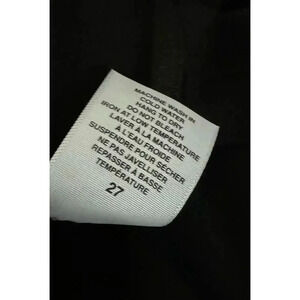 MACHINE WASH IN
COLD WATER
HANG TO DRY
DO NOT BLEACH
IRON AT LOW TEMPERATURE
LAVER À LA MACHINE
À L'EAU FROIDE
SUSPENDRE POUR SÉCHER
NE PAS JAVELLISER
REPASSER À BASSE
TEMPÉRATURE
27